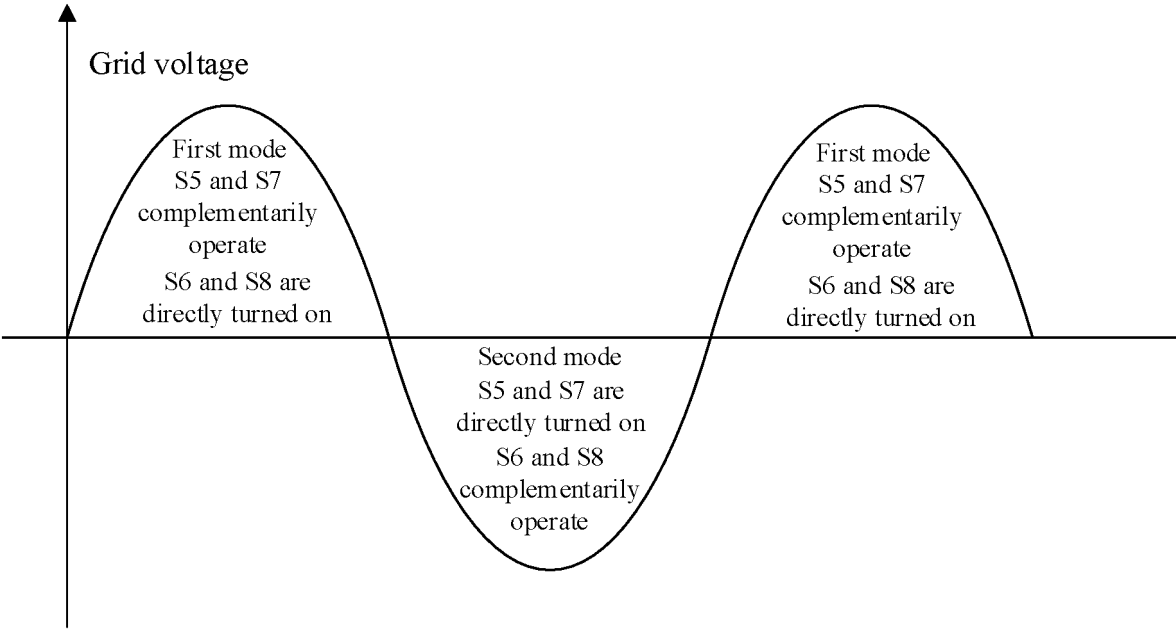 Grid voltage
First mode
S5 and S7
complementarily
operate
S6 and S8 are
directly turned on
First mode
S5 and S7
complementarily
operate
S6 and S8 are
directly turned on
Second mode
S5 and S7 are
directly turned on
S6 and S8
complementarily
operate